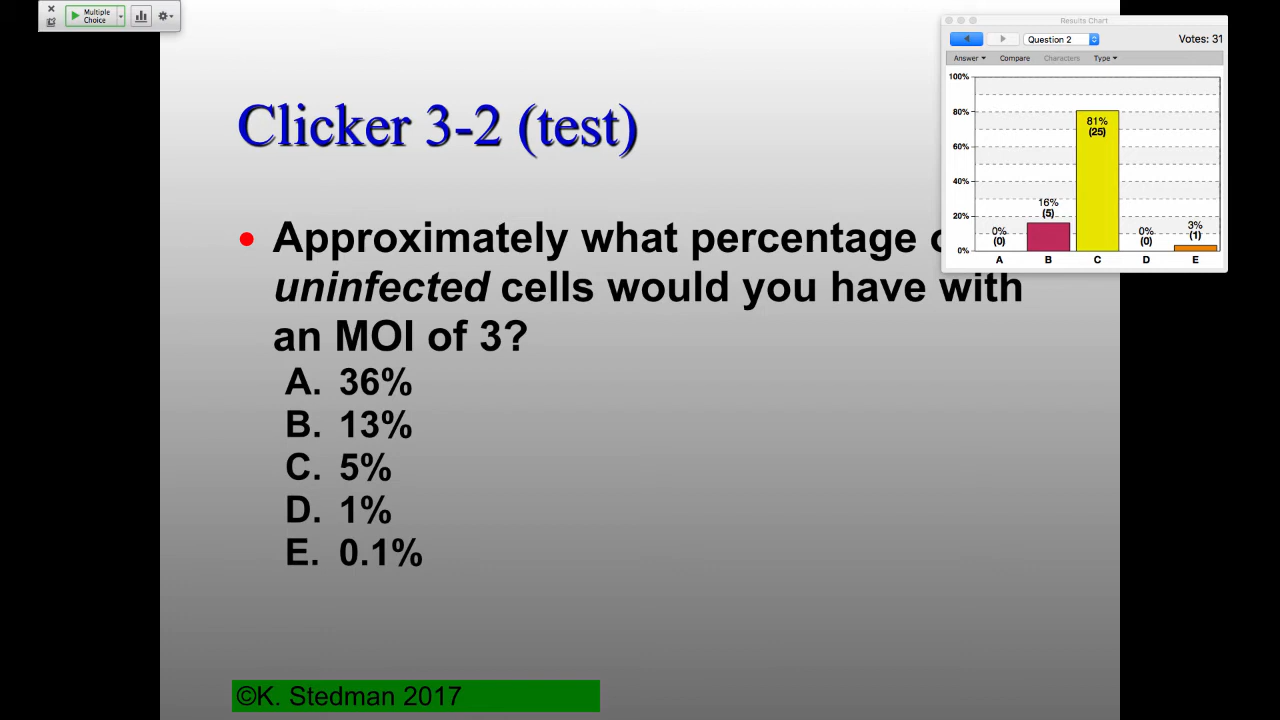 Multiple
Choice
Results Chart
Question 2
Votes: 31
Answer
Compare
Characters
Type
100%
80%
60%
40%
20%
0%
0%
(0)
16%
(5)
81%
(25)
0%
(0)
3%
(1)
A B C D E
Clicker 3-2 (test)
• Approximately what percentage
uninfected cells would you have with
an MOI of 3?
A. 36%
B. 13%
C. 5%
D. 1%
E. 0.1%
©K. Stedman 2017